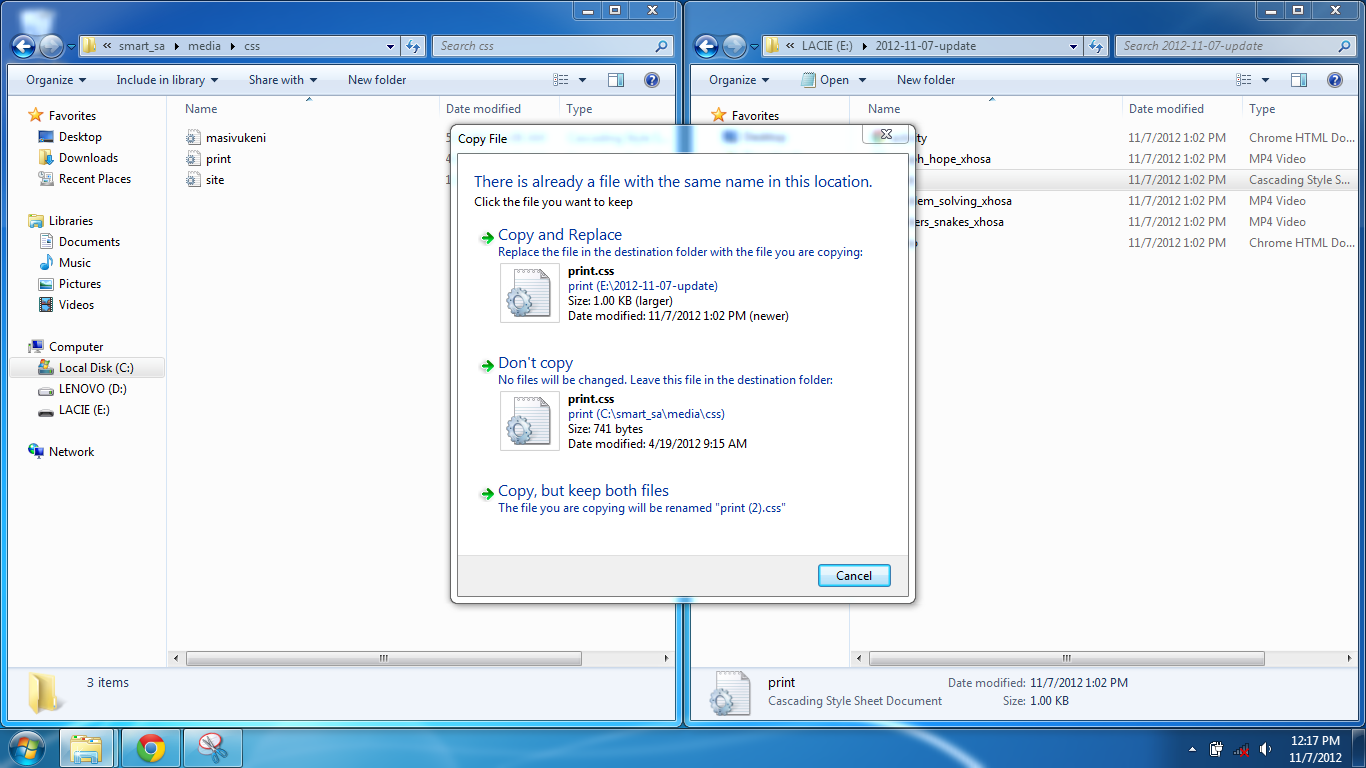 « smart_sa ▸ media ▸ css
Search css
Organize
Include in library
Share with
New folder
Favorites
Desktop
Downloads
Recent Places
Libraries
Documents
Music
Pictures
Videos
Computer
Local Disk (C:)
LENOVO (D:)
LACIE (E:)
Network
Name
Date modified
Type
masivukeni
print
site
3 items
« LACIE (E:) ▸ 2012-11-07-update
Search 2012-11-07-update
Organize
Open
New folder
Favorites
Desktop
Name
Date modified
Type
11/7/2012 1:02 PM
Chrome HTML Do...
h_hope_xhosa
11/7/2012 1:02 PM
MP4 Video
11/7/2012 1:02 PM
Cascading Style S...
em_solving_xhosa
11/7/2012 1:02 PM
MP4 Video
ers_snakes_xhosa
11/7/2012 1:02 PM
MP4 Video
11/7/2012 1:02 PM
Chrome HTML Do...
print
Cascading Style Sheet Document
Date modified: 11/7/2012 1:02 PM
Size: 1.00 KB
Copy File
There is already a file with the same name in this location.
Click the file you want to keep
Copy and Replace
Replace the file in the destination folder with the file you are copying:
print.css
print (E:\2012-11-07-update)
Size: 1.00 KB (larger)
Date modified: 11/7/2012 1:02 PM (newer)
Don't copy
No files will be changed. Leave this file in the destination folder:
print.css
print (C:\smart_sa\media\css)
Size: 741 bytes
Date modified: 4/19/2012 9:15 AM
Copy, but keep both files
The file you are copying will be renamed "print (2).css"
Cancel
12:17 PM
11/7/2012